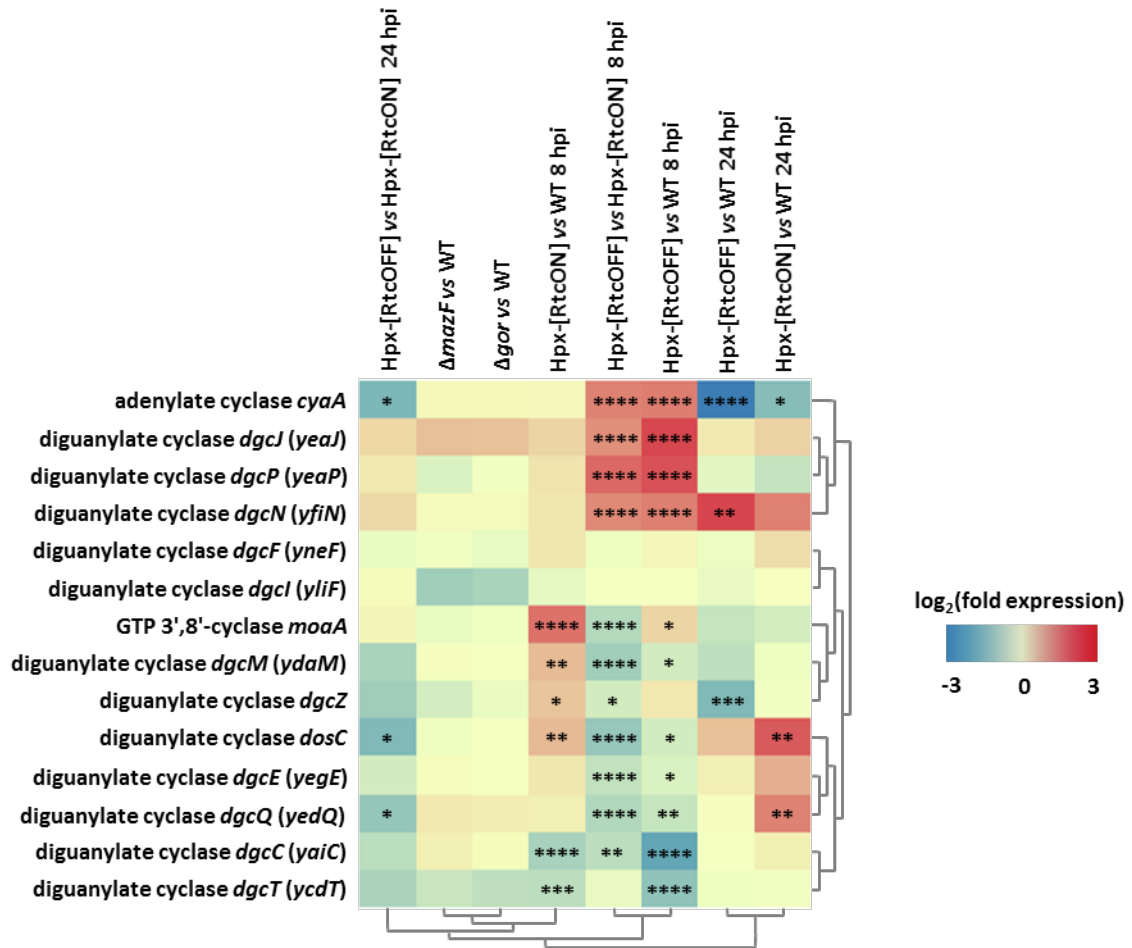 Hpx-[RtcOFF] vs Hpx-[RtcON] 24 hpi
ΔmazF vs WT
Δgor vs WT
Hpx-[RtcON] vs WT 8 hpi
Hpx-[RtcOFF] vs Hpx-[RtcON] 8 hpi
Hpx-[RtcOFF] vs WT 8 hpi
Hpx-[RtcOFF] vs WT 24 hpi
Hpx-[RtcON] vs WT 24 hpi
adenylate cyclase cyaA * **** **** **** *
diguanylate cyclase dgcJ (yeaJ) **** ****
diguanylate cyclase dgcP (yeaP) **** ****
diguanylate cyclase dgcN (yfiN) **** **** **
diguanylate cyclase dgcF (yneF)
diguanylate cyclase dgcI (yliF)
GTP 3',8'-cyclase moaA **** **** *
diguanylate cyclase dgcM (ydaM) ** **** *
diguanylate cyclase dgcZ * * ***
diguanylate cyclase dosC * ** **** * **
diguanylate cyclase dgcE (yegE) **** *
diguanylate cyclase dgcQ (yedQ) * **** ** **
diguanylate cyclase dgcC (yaiC) **** ** ****
diguanylate cyclase dgcT (ycdT) *** ****
log₂(fold expression)
-3 0 3